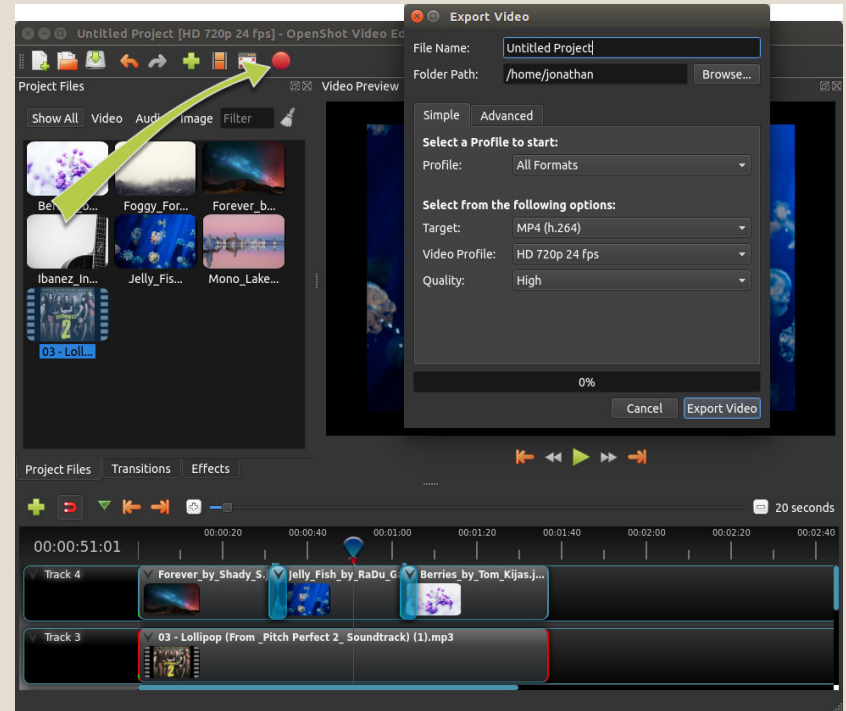 Untitled Project [HD 720p 24 fps] - OpenShot Video Ed
Export Video
File Name: Untitled Project
Folder Path: /home/jonathan Browse...
Project Files
Video Preview
Show All Video Audio Image Filter
Simple Advanced
Select a Profile to start:
Profile: All Formats
Select from the following options:
Target: MP4 (h.264)
Video Profile: HD 720p 24 fps
Quality: High
0%
Cancel Export Video
Foggy_For... Forever_b...
Ibanez_In... Jelly_Fis... Mono_Lake...
03 - Loll...
2
Project Files Transitions Effects
20 seconds
00:00:51:01
00:00:20 00:00:40 00:01:00 00:01:20 00:01:40 00:02:00 00:02:20 00:02:40
Track 4
Forever_by_Shady_S. Jelly_Fish_by_RaDu_G Berries_by_Tom_Kijas.j...
Track 3
03 - Lollipop (From _Pitch Perfect 2_ Soundtrack) (1).mp3
2